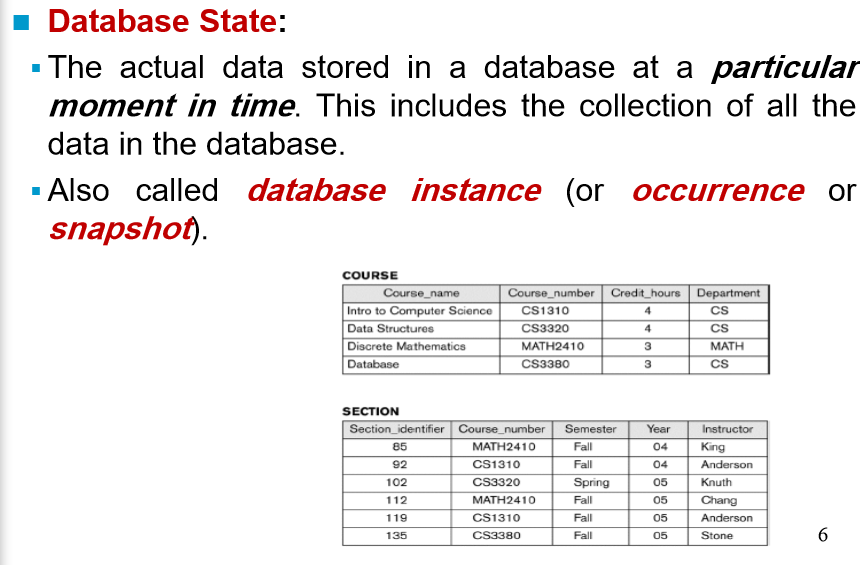 Database State:
The actual data stored in a database at a particular
moment in time. This includes the collection of all the
data in the database.
Also called database instance (or occurrence or
snapshot).
COURSE
Course_name Course_number Credit_hours Department
Intro to Computer Science CS1310 4 CS
Data Structures CS3320 4 CS
Discrete Mathematics MATH2410 3 MATH
Database CS3380 3 CS
SECTION
Section_identifier Course_number Semester Year Instructor
85 MATH2410 Fall 04 King
92 CS1310 Fall 04 Anderson
102 CS3320 Spring 05 Knuth
112 MATH2410 Fall 05 Chang
119 CS1310 Fall 05 Anderson
135 CS3380 Fall 05 Stone
6